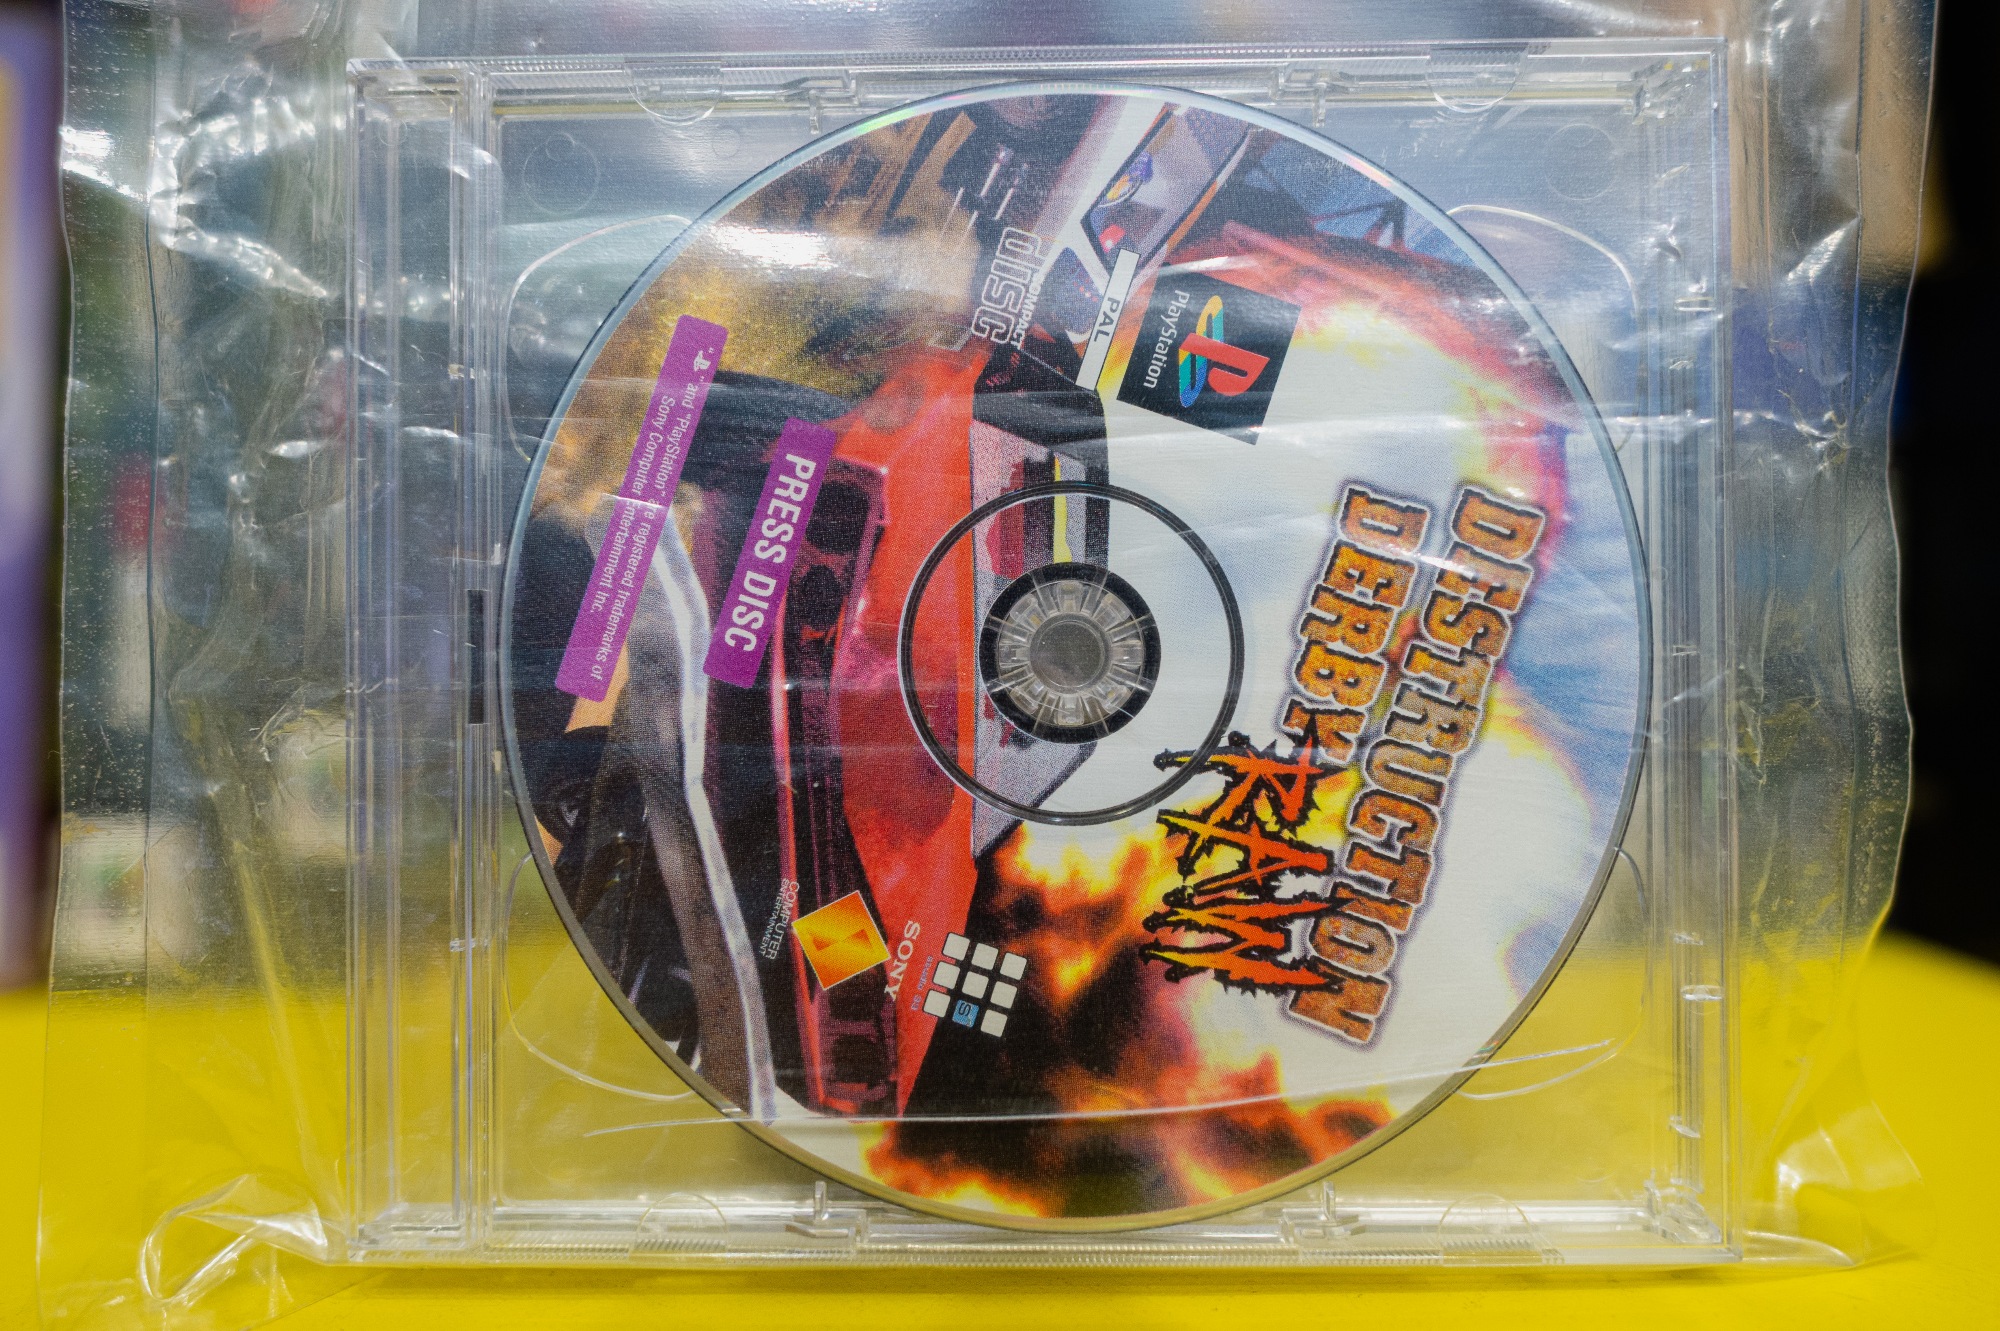 DESTRUCTION
DERBY
RAW
PlayStation
PAL
COMPACT
disc
PRESS DISC
" " and "PlayStation" are registered trademarks of
Sony Computer Entertainment Inc.
SONY
COMPUTER
ENTERTAINMENT
S